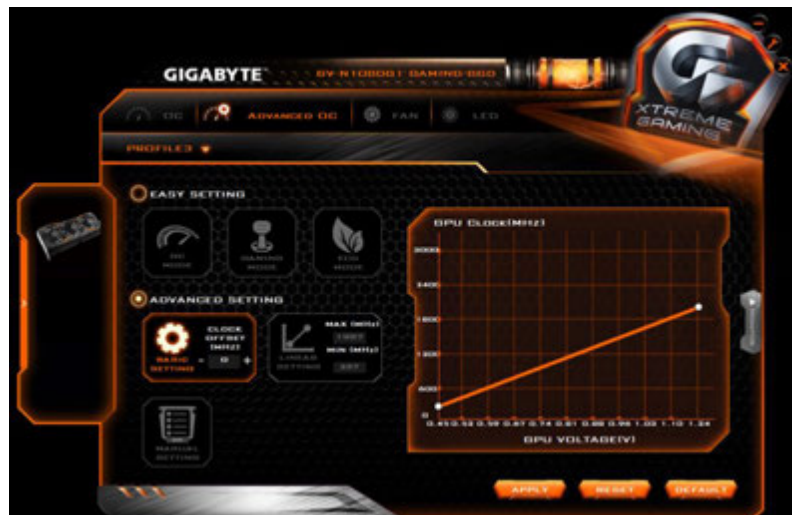 GIGABYTE
XTREME
GAMING
OC
ADVANCED OC
FAN
LED
PROFILE3
EASY SETTING
OC
MODE
GAMING
MODE
ECO
MODE
ADVANCED SETTING
BASIC
SETTING
CLOCK
OFFSET
(MHz)
- 0 +
LINEAR
SETTING
MAX (MHz)
MIN (MHz)
MANUAL
SETTING
GPU CLOCK(MHz)
3000
2400
1800
1200
600
0
GPU VOLTAGE(V)
APPLY
RESET
DEFAULT